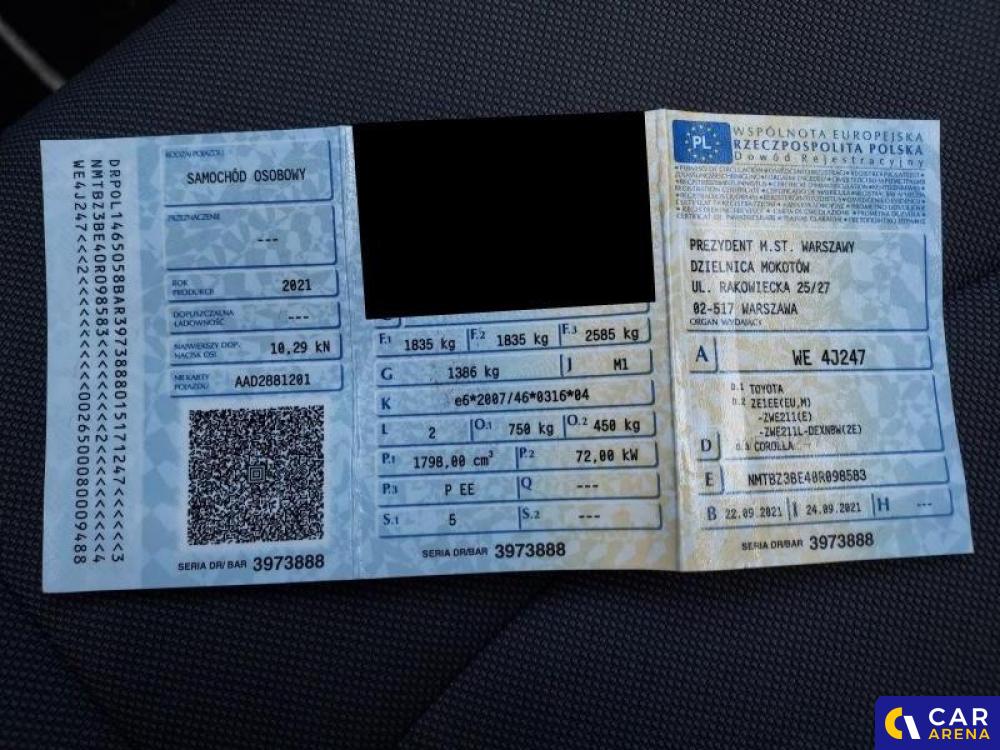 DRPOL1465058BAR3973888015171247<<<<<3
NMTBZ3BE40R098583<<<<<2<<<<<<<<<<<<4
WE4J247<<2<<<<<<<<<002650008000009488
RODZAJ POJAZDU
SAMOCHÓD OSOBOWY
PRZEZNACZENIE
---
ROK PRODUKCJI 2021
DOPUSZCZALNA ŁADOWNOŚĆ ---
NAJWIĘKSZY DOP. NACISK OSI 10,29 kN
NR KARTY POJAZDU AAD2881201
SERIA DR/BAR 3973888
F.1 1835 kg F.2 1835 kg F.3 2585 kg
G 1386 kg J M1
K e6*2007/46*0316*04
L 2 O.1 750 kg O.2 450 kg
P.1 1798,00 cm³ P.2 72,00 kW
P.3 P EE Q ---
S.1 5 S.2 ---
SERIA DR/BAR 3973888
PL
WSPÓLNOTA EUROPEJSKA
RZECZPOSPOLITA POLSKA
Dowód Rejestracyjny
PREZYDENT M.ST. WARSZAWY
DZIELNICA MOKOTÓW
UL. RAKOWIECKA 25/27
02-517 WARSZAWA
ORGAN WYDAJĄCY
A WE 4J247
D.1 TOYOTA
D.2 ZE1EE(EU,M)
-ZWE211(E)
-ZWE211L-DEXNBW(2E)
D D.3 COROLLA
E NMTBZ3BE40R098583
B 22.09.2021 I 24.09.2021 H ---
SERIA DR/BAR 3973888
CAR
ARENA